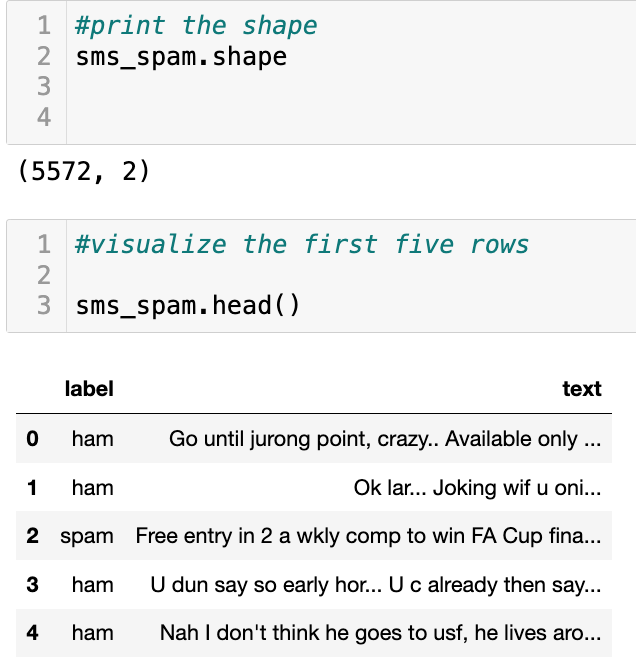 1 #print the shape
2 sms_spam.shape
3
4
(5572, 2)
1 #visualize the first five rows
2
3 sms_spam.head()
label text
0 ham Go until jurong point, crazy.. Available only ...
1 ham Ok lar... Joking wif u oni...
2 spam Free entry in 2 a wkly comp to win FA Cup fina...
3 ham U dun say so early hor... U c already then say...
4 ham Nah I don't think he goes to usf, he lives aro...